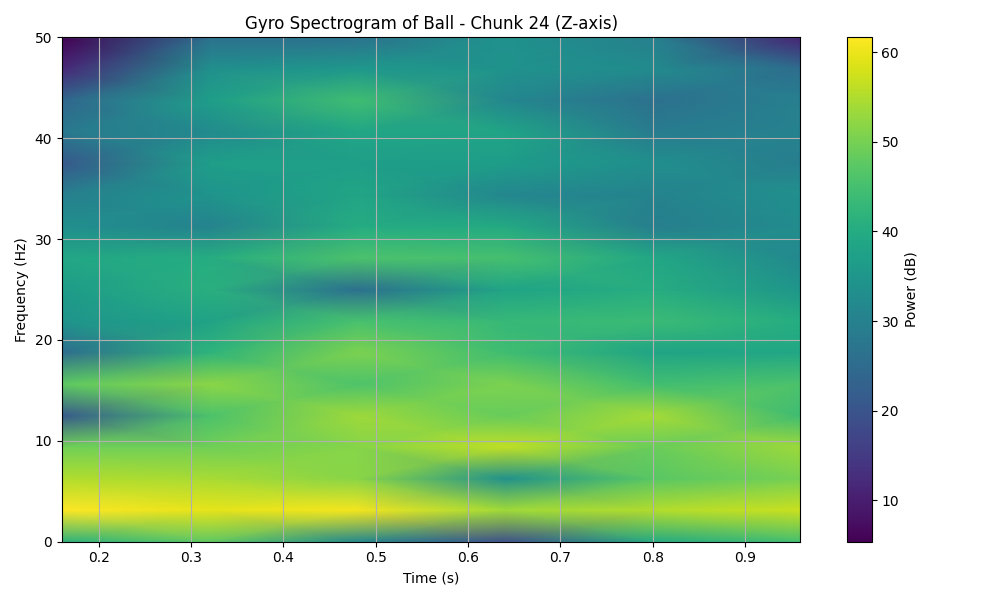 Gyro Spectrogram of Ball - Chunk 24 (Z-axis)
50
40
30
20
10
0
Frequency (Hz)
0.2 0.3 0.4 0.5 0.6 0.7 0.8 0.9
Time (s)
60
50
40
30
20
10
Power (dB)